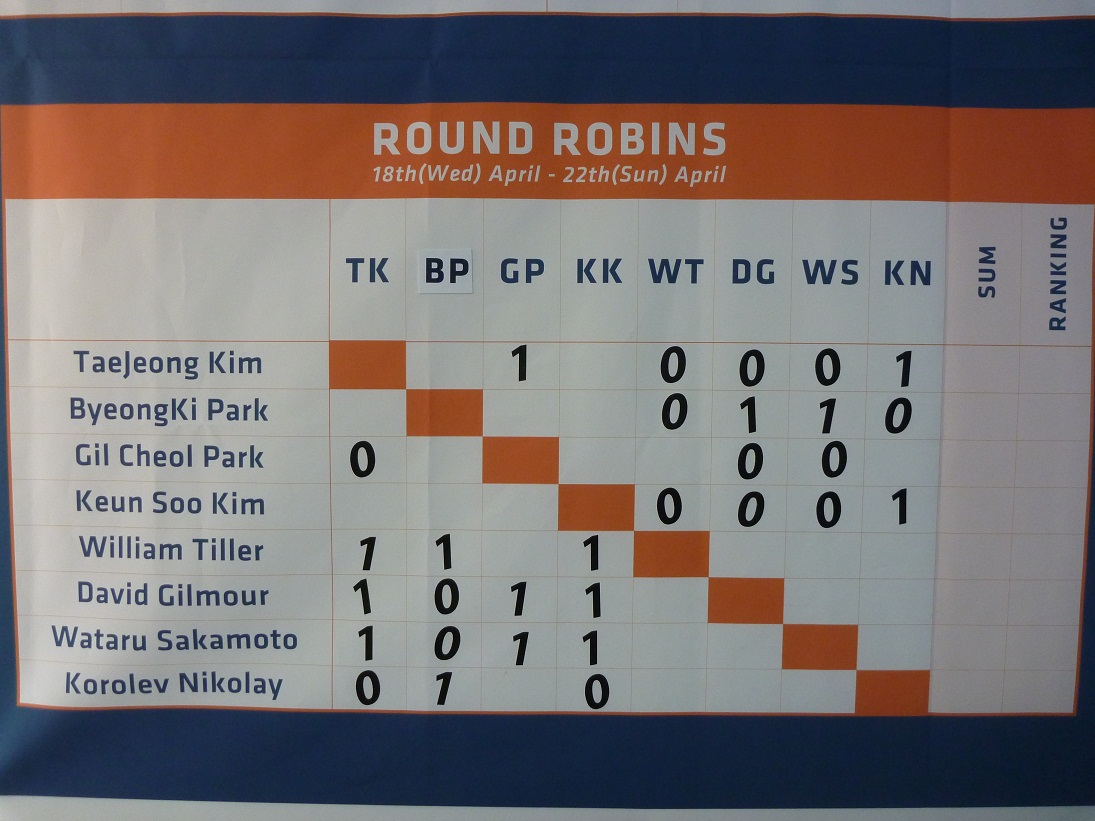 ROUND ROBINS
18th(Wed) April - 22th(Sun) April
TK BP GP KK WT DG WS KN SUM RANKING
TaeJeong Kim 1 0 0 0 1
ByeongKi Park 0 1 1 0
Gil Cheol Park 0 0 0
Keun Soo Kim 0 0 0 1
William Tiller 1 1 1
David Gilmour 1 0 1 1
Wataru Sakamoto 1 0 1 1
Korolev Nikolay 0 1 0